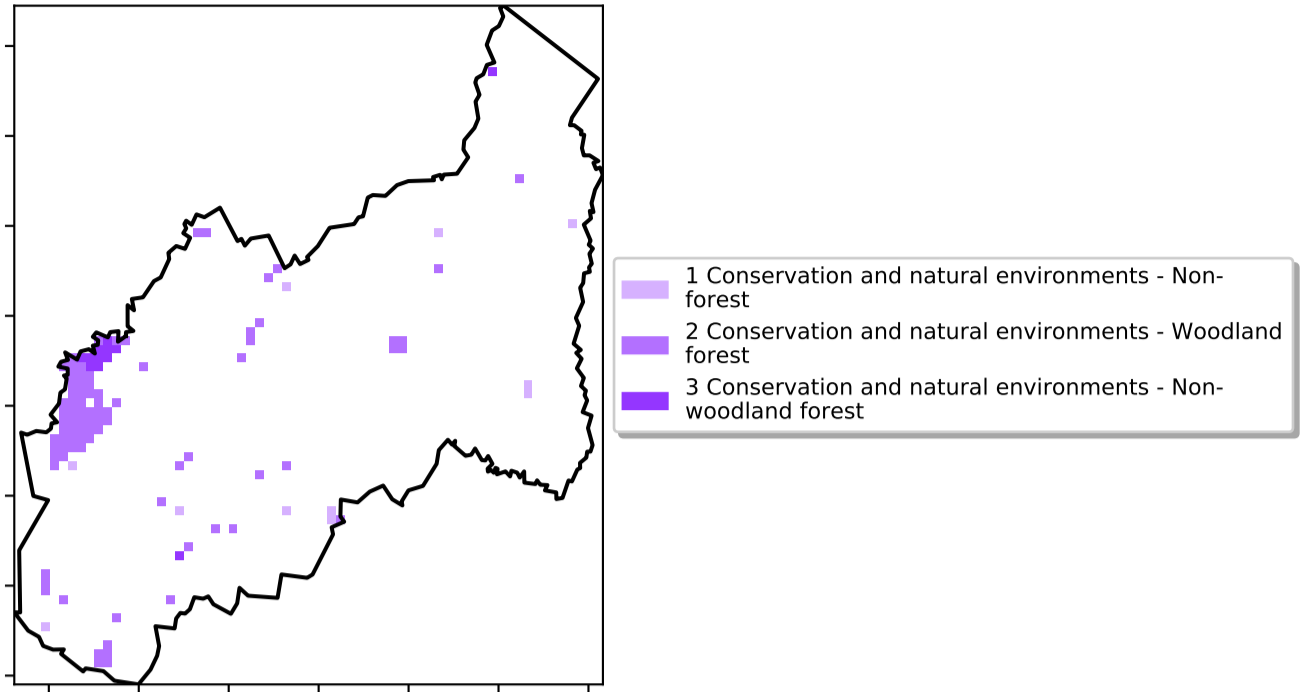 1 Conservation and natural environments - Non-
forest
2 Conservation and natural environments - Woodland
forest
3 Conservation and natural environments - Non-
woodland forest